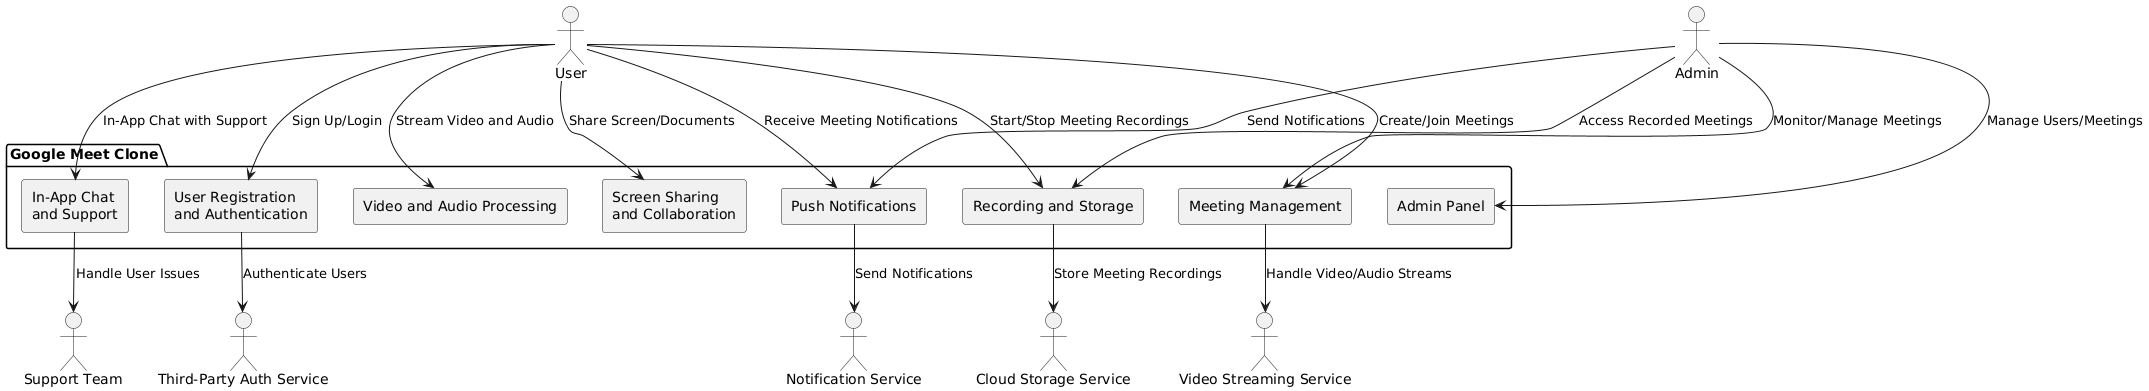 User
Admin
In-App Chat with Support
Sign Up/Login
Stream Video and Audio
Share Screen/Documents
Receive Meeting Notifications
Start/Stop Meeting Recordings
Send Notifications
Create/Join Meetings
Access Recorded Meetings
Monitor/Manage Meetings
Manage Users/Meetings
Google Meet Clone
In-App Chat
and Support
User Registration
and Authentication
Video and Audio Processing
Screen Sharing
and Collaboration
Push Notifications
Recording and Storage
Meeting Management
Admin Panel
Handle User Issues
Authenticate Users
Send Notifications
Store Meeting Recordings
Handle Video/Audio Streams
Support Team
Third-Party Auth Service
Notification Service
Cloud Storage Service
Video Streaming Service